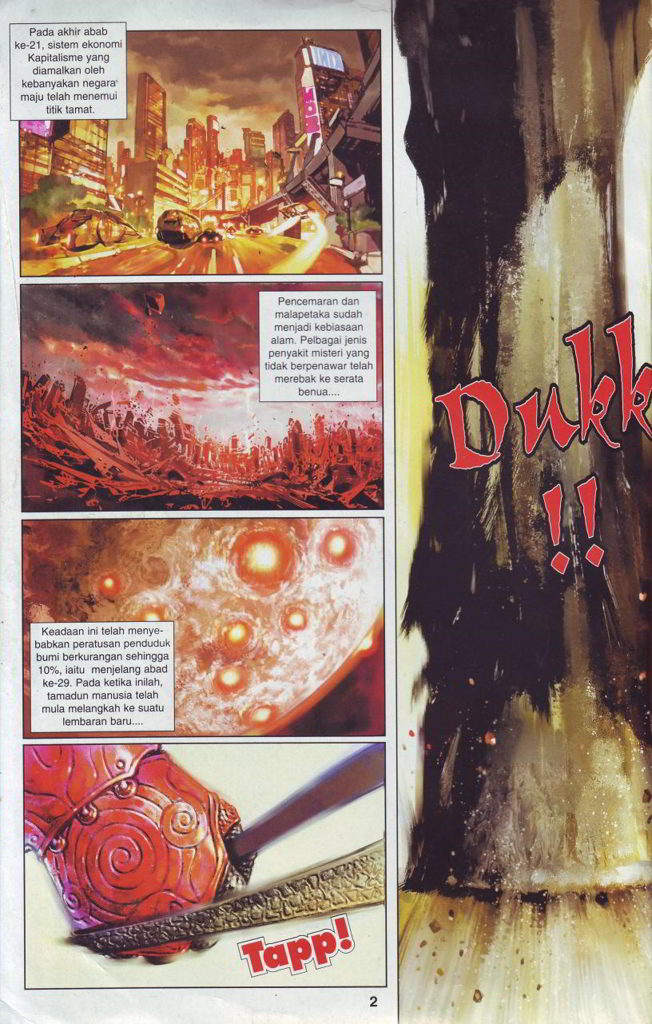 Pada akhir abab
ke-21, sistem ekonomi
Kapitalisme yang
diamalkan oleh
kebanyakan negara
maju telah menemui
titik tamat.
Pencemaran dan
malapetaka sudah
menjadi kebiasaan
alam. Pelbagai jenis
penyakit misteri yang
tidak berpenawar telah
merebak ke serata
benua....
Keadaan ini telah menye-
babkan peratusan penduduk
bumi berkurangan sehingga
10%, iaitu menjelang abad
ke-29. Pada ketika inilah,
tamadun manusia telah
mula melangkah ke suatu
lembaran baru....
Tapp!
2
Dukk
!!